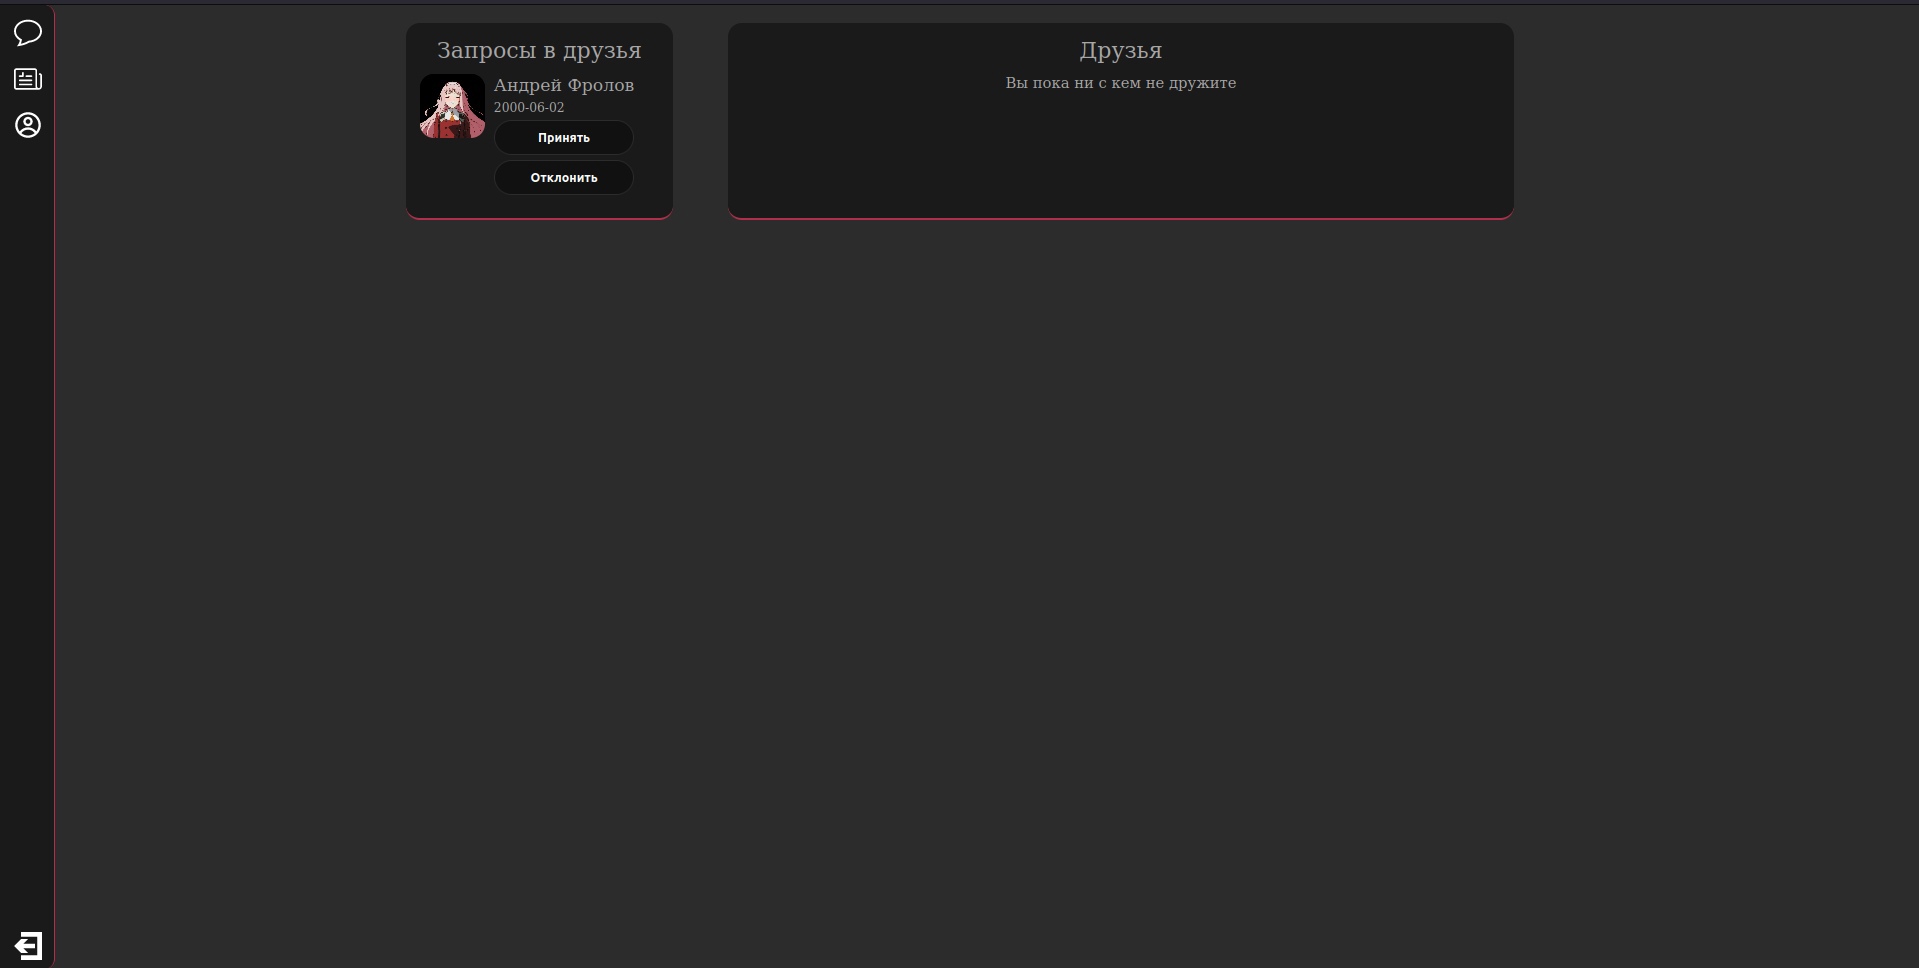 Запросы в друзья
Андрей Фролов
2000-06-02
Принять
Отклонить
Друзья
Вы пока ни с кем не дружите